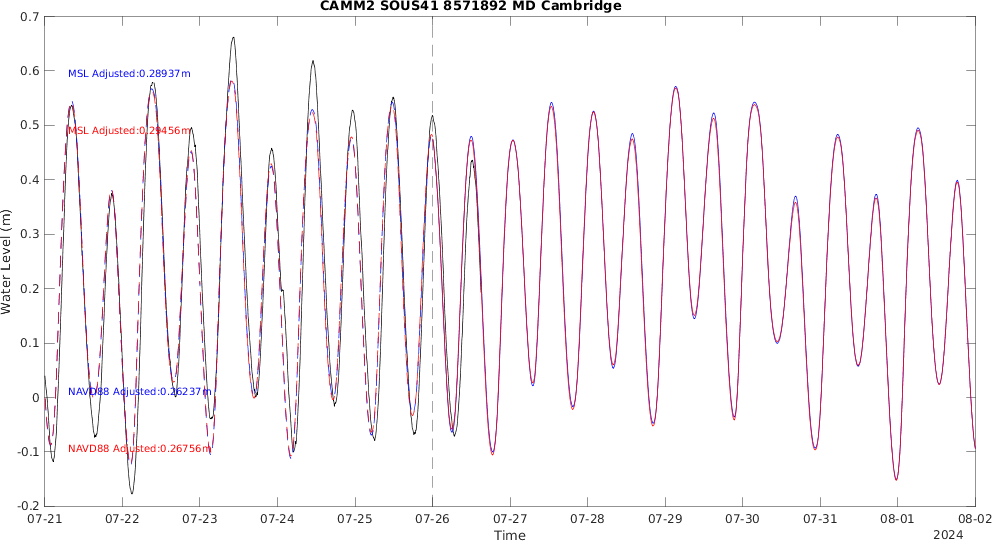 CAMM2 SOUS41 8571892 MD Cambridge
0.7
0.6
0.5
0.4
0.3
0.2
0.1
0
-0.1
-0.2
Water Level (m)
MSL Adjusted:0.28937m
MSL Adjusted:0.29456m
NAVD88 Adjusted:0.26237m
NAVD88 Adjusted:0.26756m
07-21 07-22 07-23 07-24 07-25 07-26 07-27 07-28 07-29 07-30 07-31 08-01 08-02
Time
2024